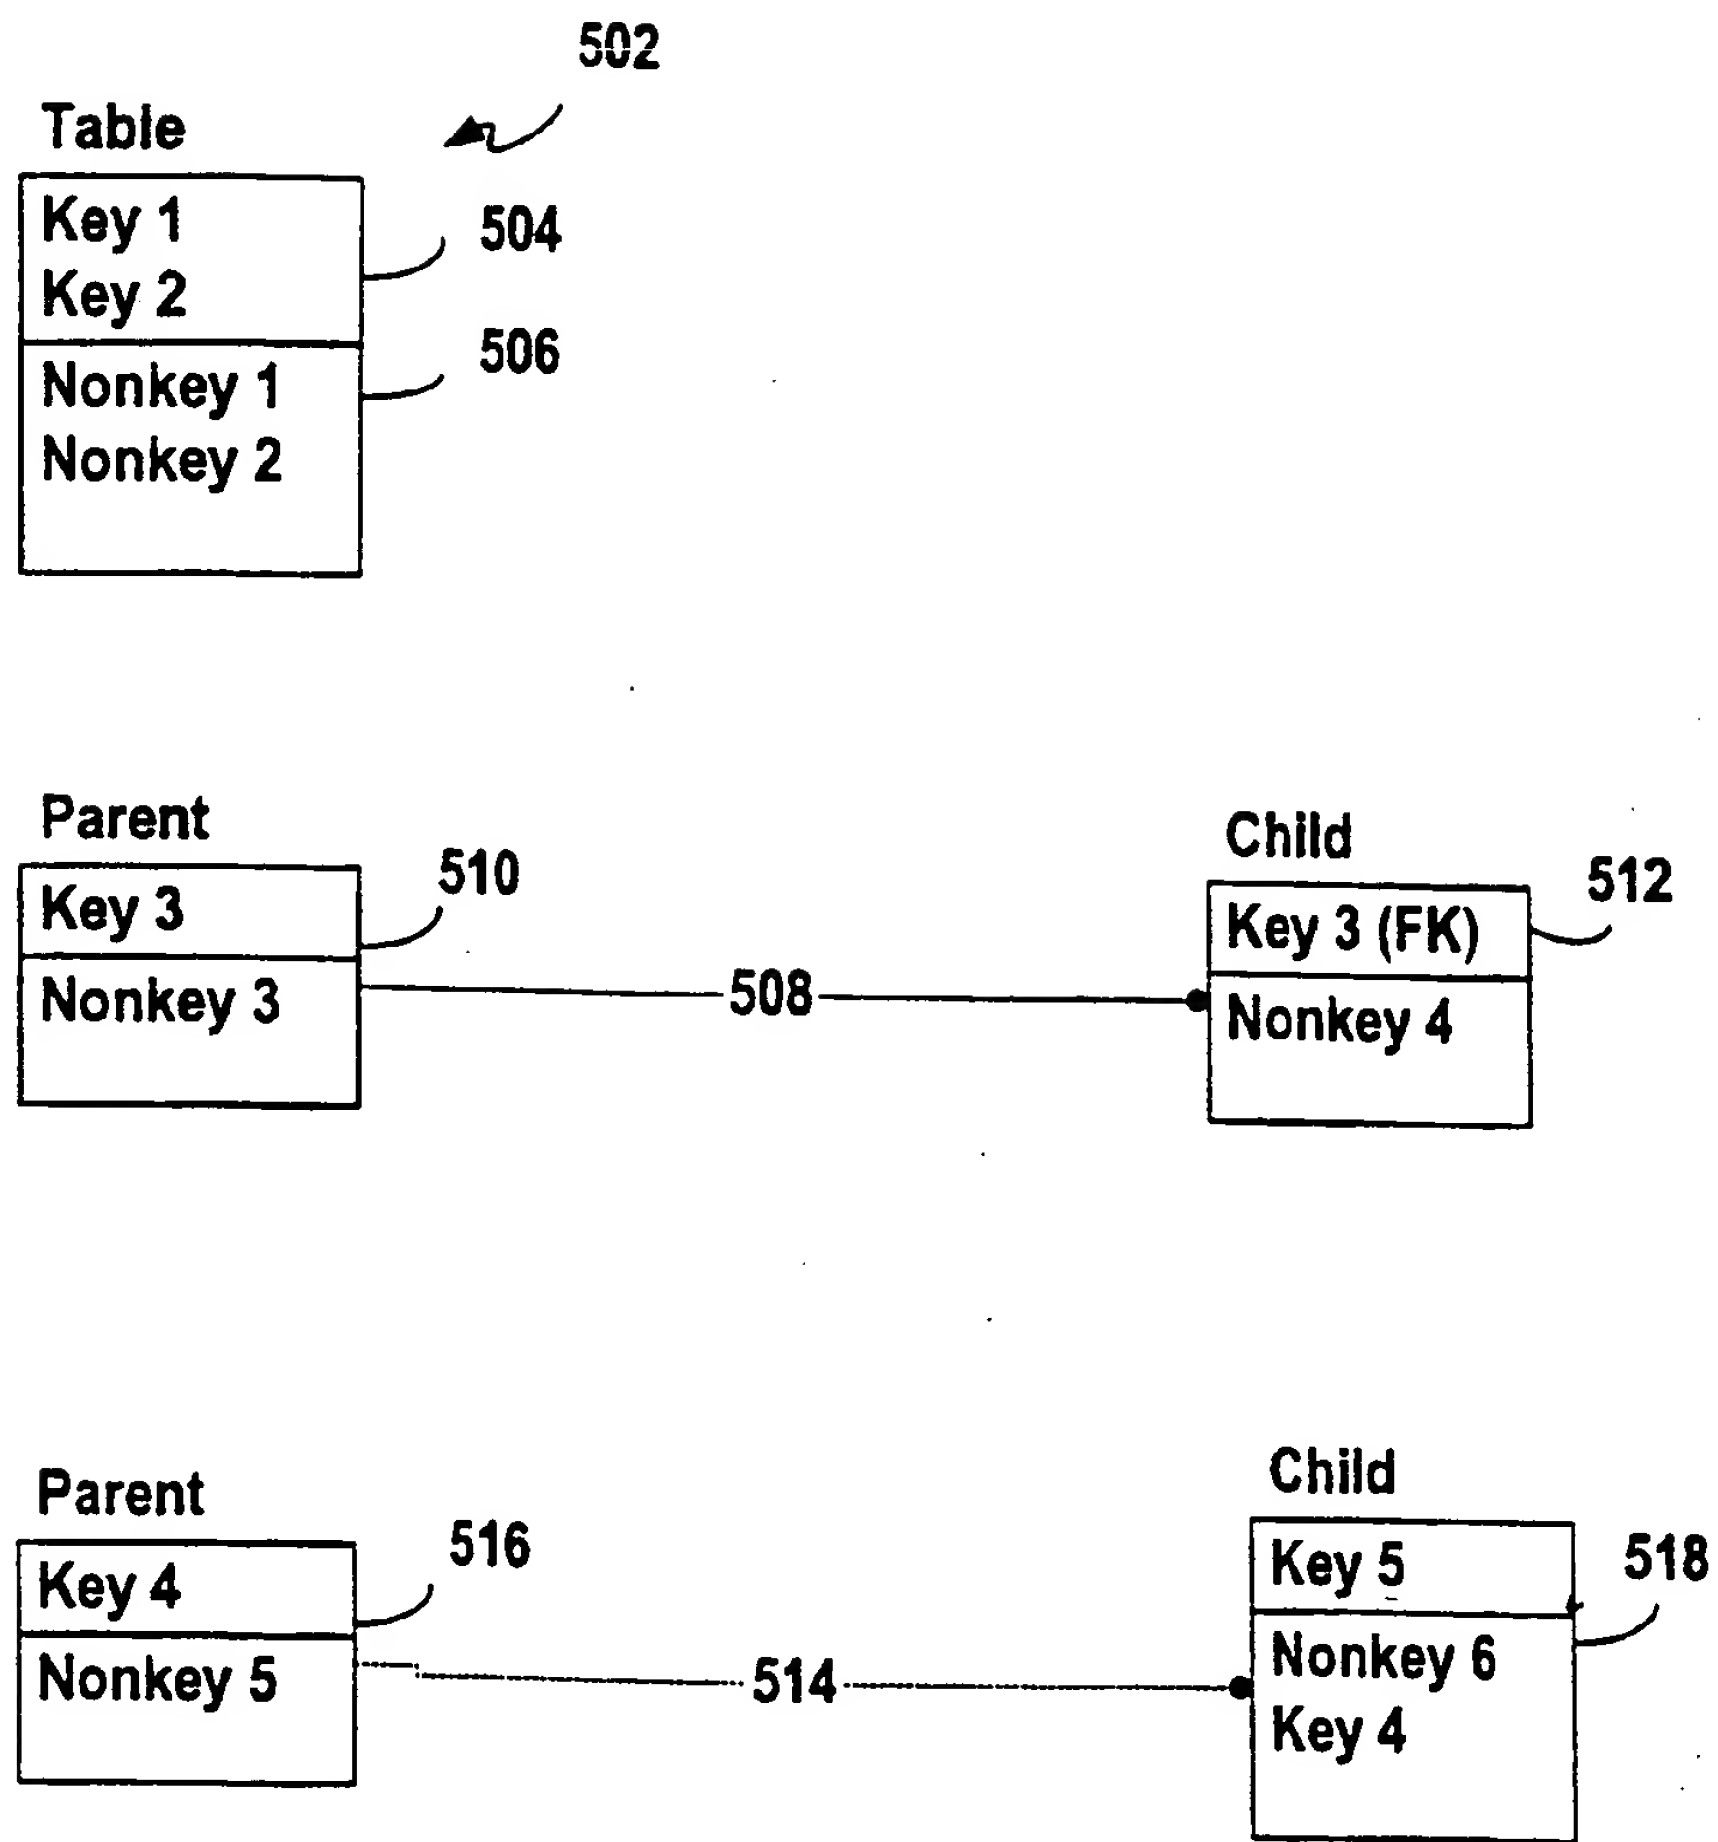 502
Table
Key 1
504
Key 2
506
Nonkey 1
Nonkey 2
Parent
Child
510
512
Key 3
Key 3 (FK)
Nonkey 3
508
Nonkey 4
Parent
Child
516
518
Key 4
Key 5
Nonkey 5
514
Nonkey 6
Key 4